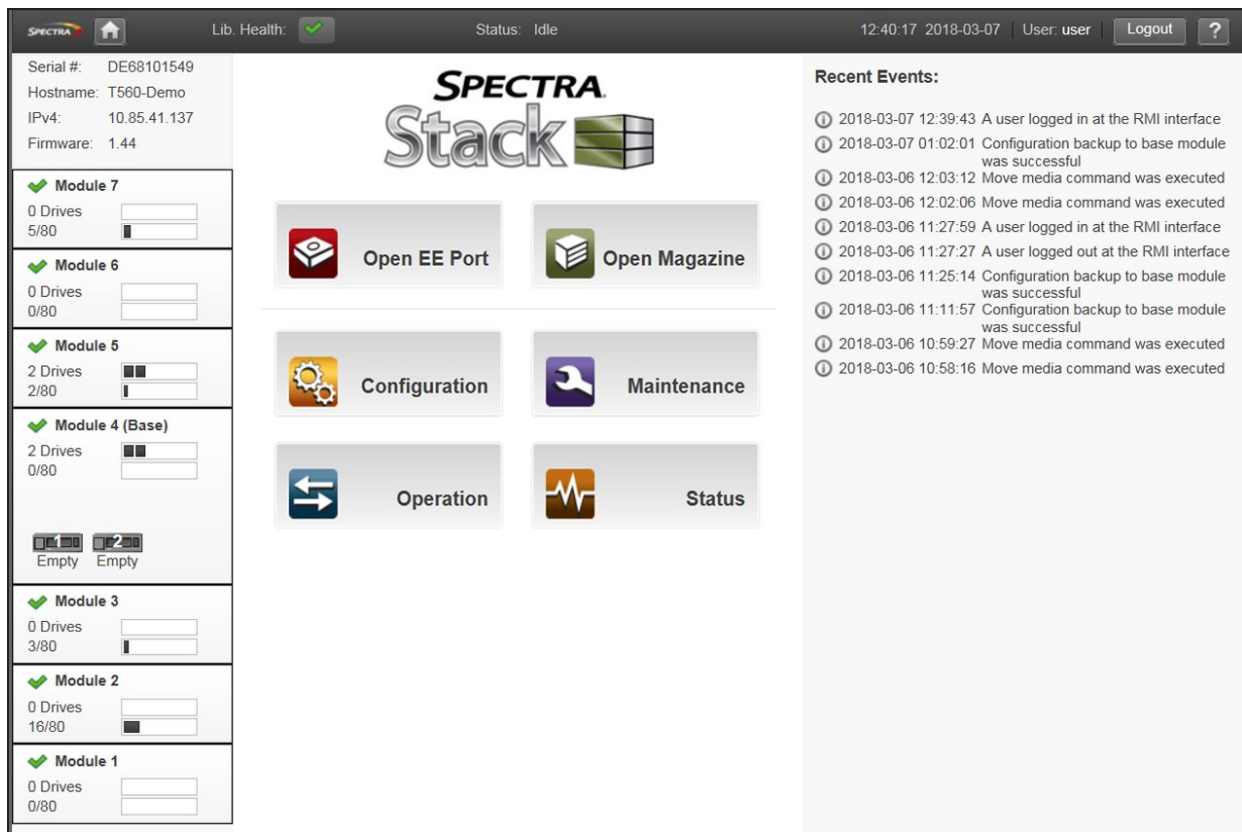 SPECTRA
Lib. Health:
Status: Idle
12:40:17 2018-03-07
User: user
Logout
?
Serial #: DE68101549
Hostname: T560-Demo
IPv4: 10.85.41.137
Firmware: 1.44
Module 7
0 Drives
5/80
Module 6
0 Drives
0/80
Module 5
2 Drives
2/80
Module 4 (Base)
2 Drives
0/80
1 2
Empty Empty
Module 3
0 Drives
3/80
Module 2
0 Drives
16/80
Module 1
0 Drives
0/80
SPECTRA
Stack
Open EE Port
Open Magazine
Configuration
Maintenance
Operation
Status
Recent Events:
2018-03-07 12:39:43 A user logged in at the RMI interface
2018-03-07 01:02:01 Configuration backup to base module
was successful
2018-03-06 12:03:12 Move media command was executed
2018-03-06 12:02:06 Move media command was executed
2018-03-06 11:27:59 A user logged in at the RMI interface
2018-03-06 11:27:27 A user logged out at the RMI interface
2018-03-06 11:25:14 Configuration backup to base module
was successful
2018-03-06 11:11:57 Configuration backup to base module
was successful
2018-03-06 10:59:27 Move media command was executed
2018-03-06 10:58:16 Move media command was executed